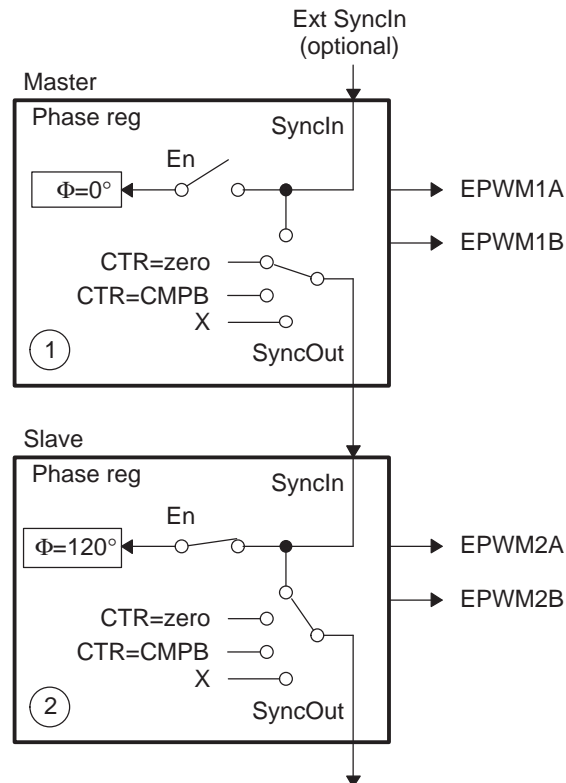 Ext SyncIn
(optional)
Master
Phase reg
SyncIn
En
Φ=0°
EPWM1A
EPWM1B
CTR=zero
CTR=CMPB
X
1
SyncOut
Slave
Phase reg
SyncIn
En
Φ=120°
EPWM2A
EPWM2B
CTR=zero
CTR=CMPB
X
2
SyncOut